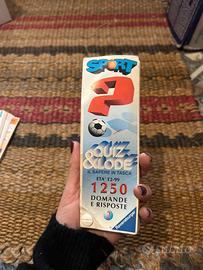 SPORT
?
QUIZ
&LODE
IL SAPERE IN TASCA
ETA' 12-99
1250
DOMANDE
E RISPOSTE
Ravensburger